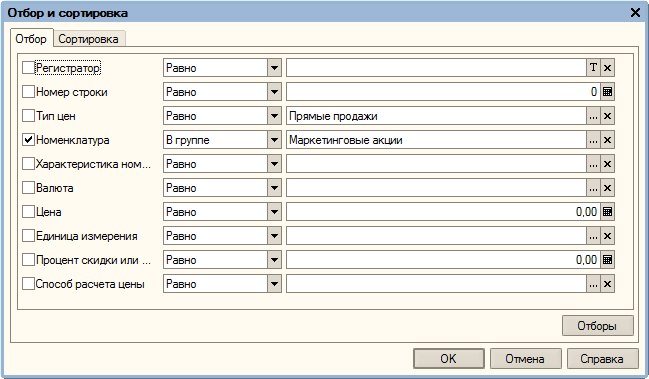 Отбор и сортировка
Отбор Сортировка
Регистратор Равно T
Номер строки Равно 0
Тип цен Равно Прямые продажи ...
Номенклатура В группе Маркетинговые акции ...
Характеристика ном... Равно ...
Валюта Равно ...
Цена Равно 0,00
Единица измерения Равно ...
Процент скидки или ... Равно 0,00
Способ расчета цены Равно ...
Отборы
OK Отмена Справка